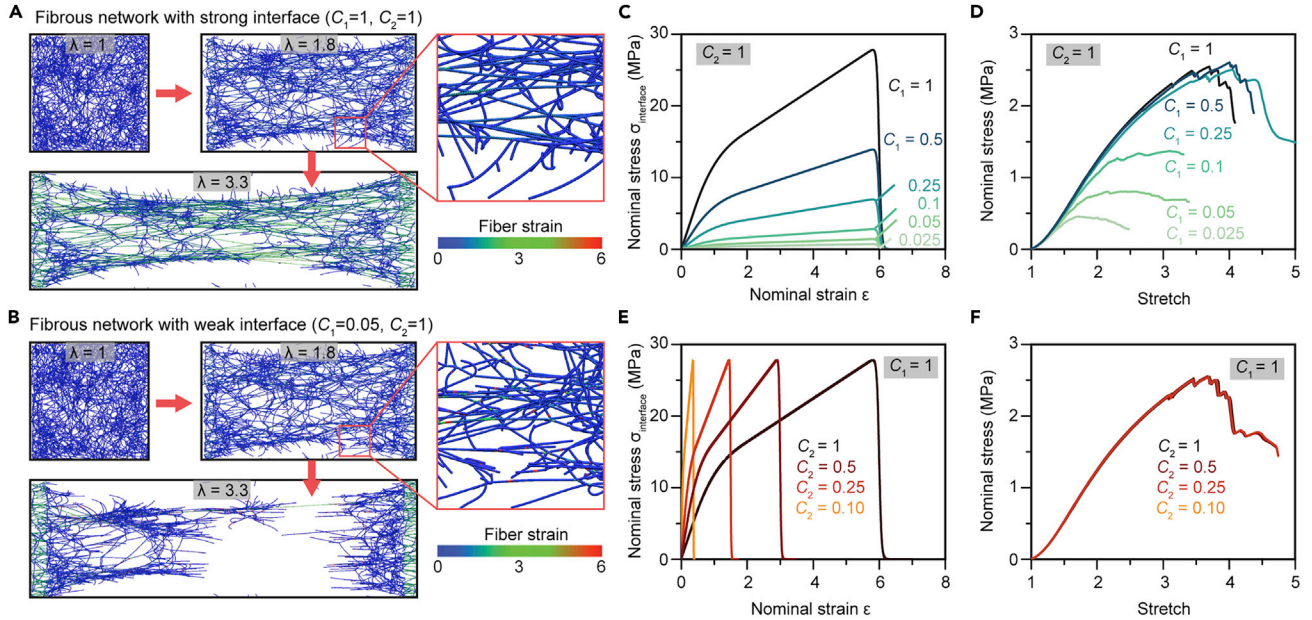 A
Fibrous network with strong interface (C₁=1, C₂=1)
λ = 1
λ = 1.8
λ = 3.3
Fiber strain
0 3 6
B
Fibrous network with weak interface (C₁=0.05, C₂=1)
λ = 1
λ = 1.8
λ = 3.3
Fiber strain
0 3 6
C
Nominal stress σinterface (MPa)
30
20
10
0
C₂ = 1
C₁ = 1
C₁ = 0.5
0.25
0.1
0.05
0.025
0 2 4 6 8
Nominal strain ε
D
Nominal stress (MPa)
3
2
1
0
C₂ = 1
C₁ = 1
C₁ = 0.5
C₁ = 0.25
C₁ = 0.1
C₁ = 0.05
C₁ = 0.025
1 2 3 4 5
Stretch
E
Nominal stress σinterface (MPa)
30
20
10
0
C₁ = 1
C₂ = 1
C₂ = 0.5
C₂ = 0.25
C₂ = 0.10
0 2 4 6 8
Nominal strain ε
F
Nominal stress (MPa)
3
2
1
0
C₁ = 1
C₂ = 1
C₂ = 0.5
C₂ = 0.25
C₂ = 0.10
1 2 3 4 5
Stretch